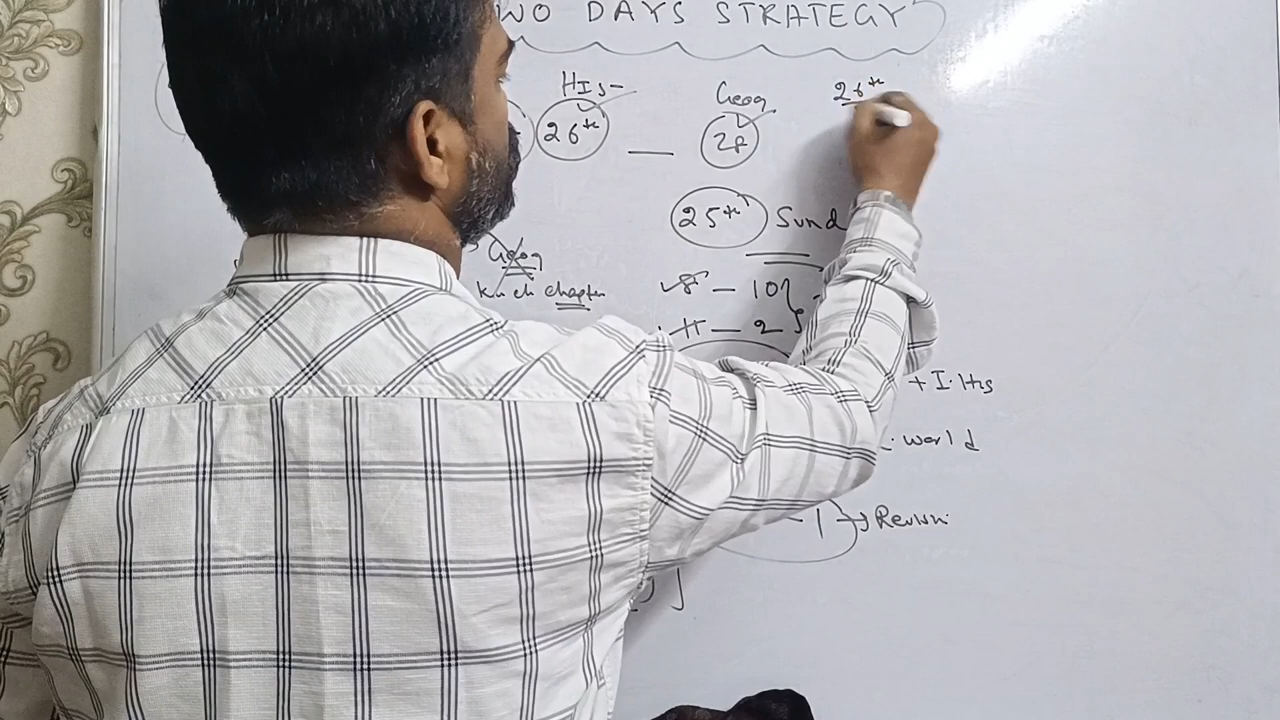 WO DAYS STRATEGY
HIS- Geog 26th
26th — 28
25th Sund
Geog
Kuch chapter
8 - 10
H - 2
+ I. His
world
- 1 → Revision